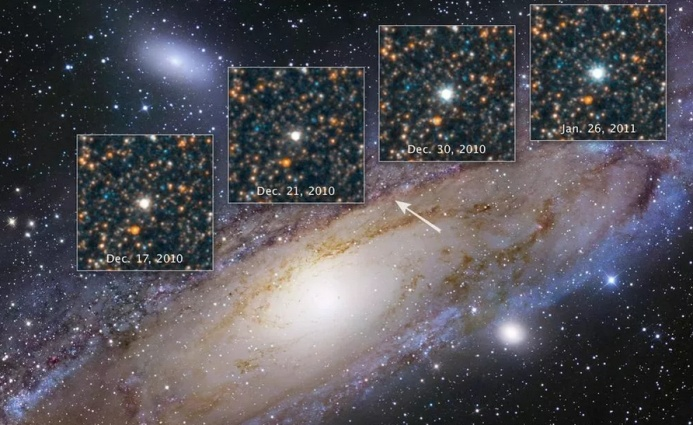 Dec. 17, 2010
Dec. 21, 2010
Dec. 30, 2010
Jan. 26, 2011